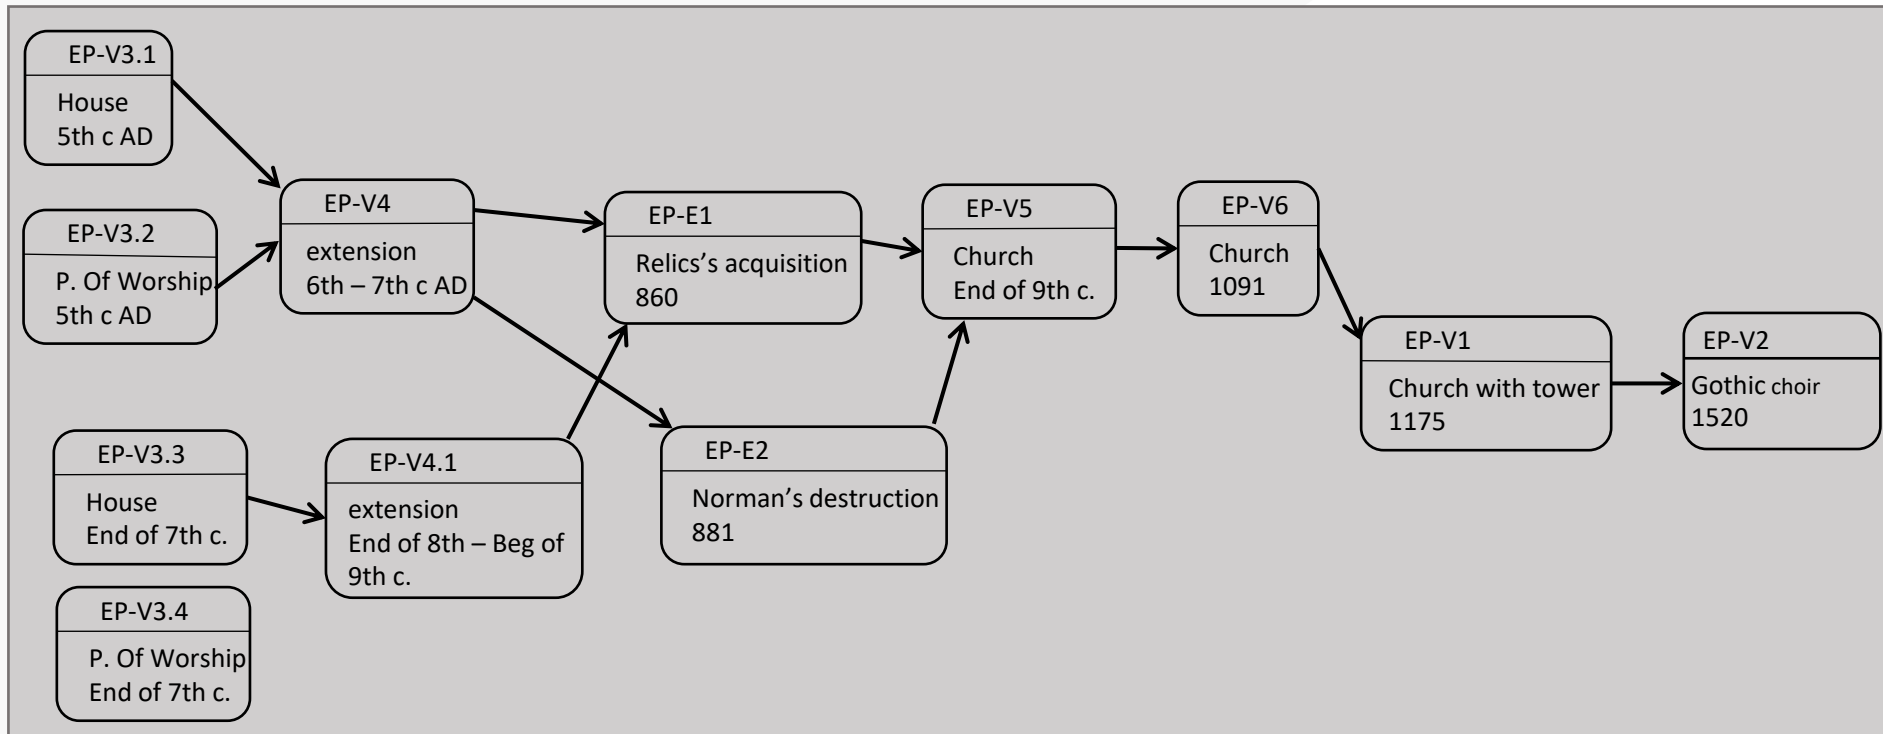 EP-V3.1
House
5th c AD
EP-V3.2
P. Of Worship
5th c AD
EP-V4
extension
6th – 7th c AD
EP-E1
Relics's acquisition
860
EP-V5
Church
End of 9th c.
EP-V6
Church
1091
EP-V1
Church with tower
1175
EP-V2
Gothic choir
1520
EP-V3.3
House
End of 7th c.
EP-V4.1
extension
End of 8th – Beg of
9th c.
EP-E2
Norman’s destruction
881
EP-V3.4
P. Of Worship
End of 7th c.